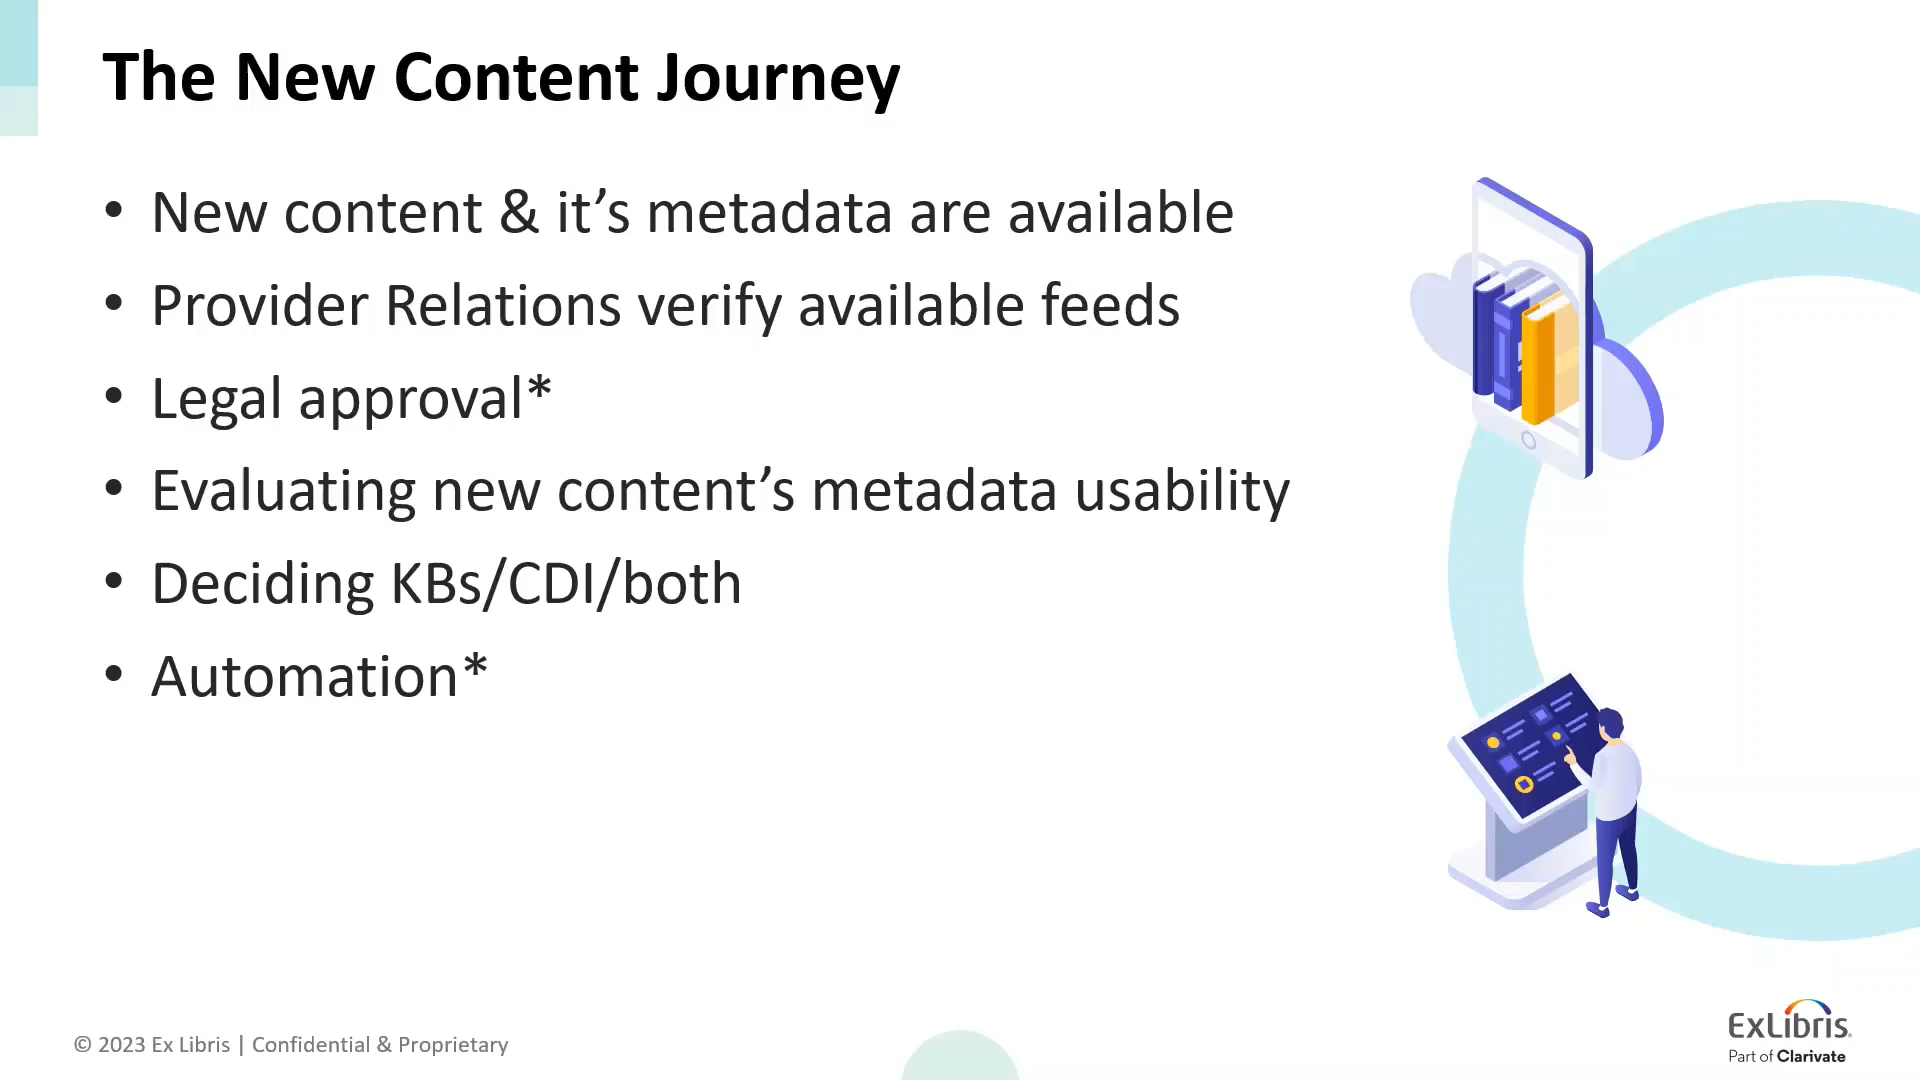 The New Content Journey
• New content & it’s metadata are available
• Provider Relations verify available feeds
• Legal approval*
• Evaluating new content’s metadata usability
• Deciding KBs/CDI/both
• Automation*
© 2023 Ex Libris | Confidential & Proprietary
ExLibris
Part of Clarivate